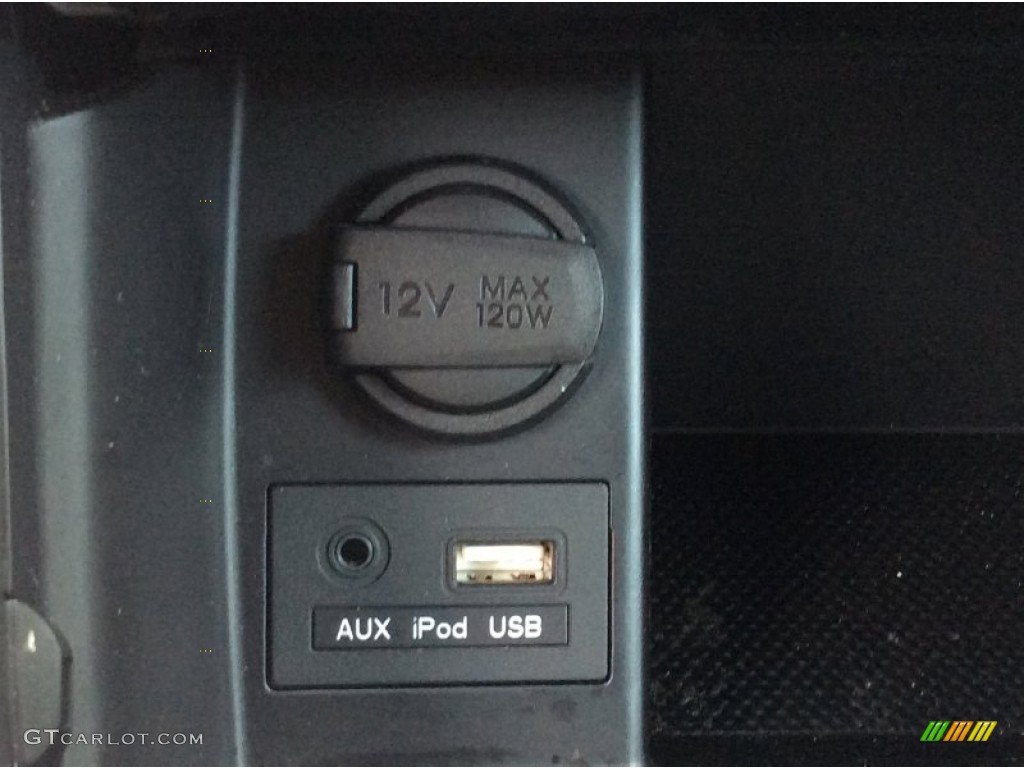 12V MAX
120W
AUX iPod USB
GTCARLOT.COM